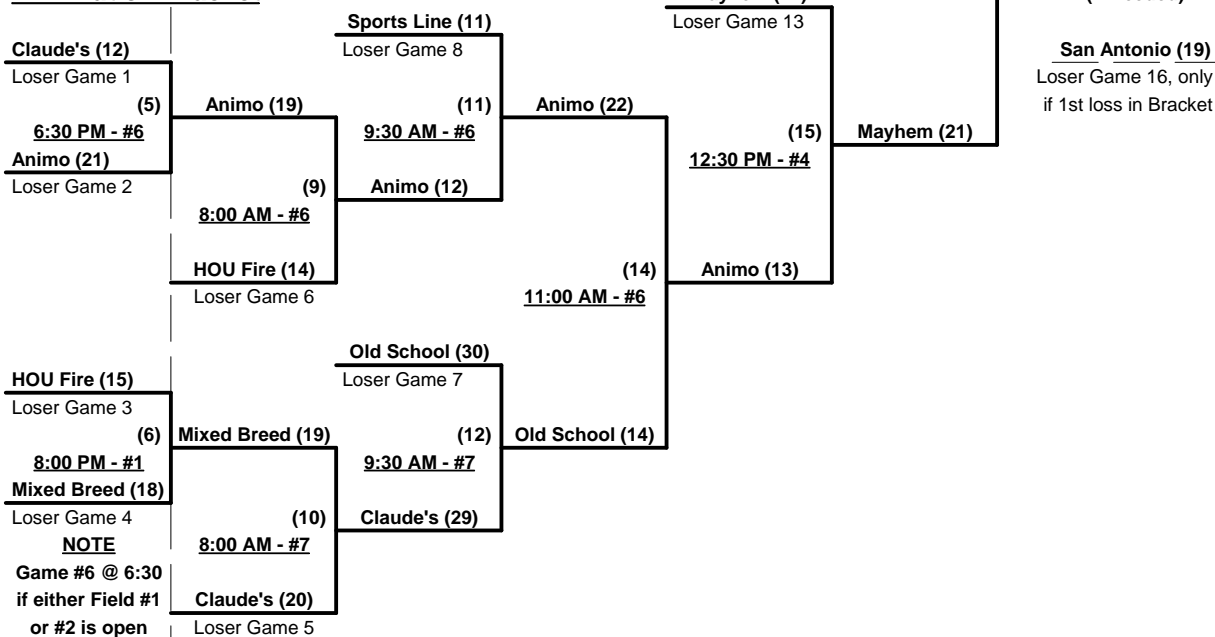 Sports Line (11)
Loser Game 13
Claude's (12)
Loser Game 8
San Antonio (19)
Loser Game 1
Loser Game 16, only
(5)
Animo (19)
(11)
Animo (22)
if 1st loss in Bracket
6:30 PM - #6
9:30 AM - #6
(15)
Mayhem (21)
Animo (21)
12:30 PM - #4
Loser Game 2
(9)
Animo (12)
8:00 AM - #6
HOU Fire (14)
(14)
Animo (13)
Loser Game 6
11:00 AM - #6
Old School (30)
HOU Fire (15)
Loser Game 7
Loser Game 3
(6)
Mixed Breed (19)
(12)
Old School (14)
8:00 PM - #1
9:30 AM - #7
Mixed Breed (18)
Loser Game 4
(10)
Claude's (29)
NOTE
8:00 AM - #7
Game #6 @ 6:30
if either Field #1
Claude's (20)
or #2 is open
Loser Game 5